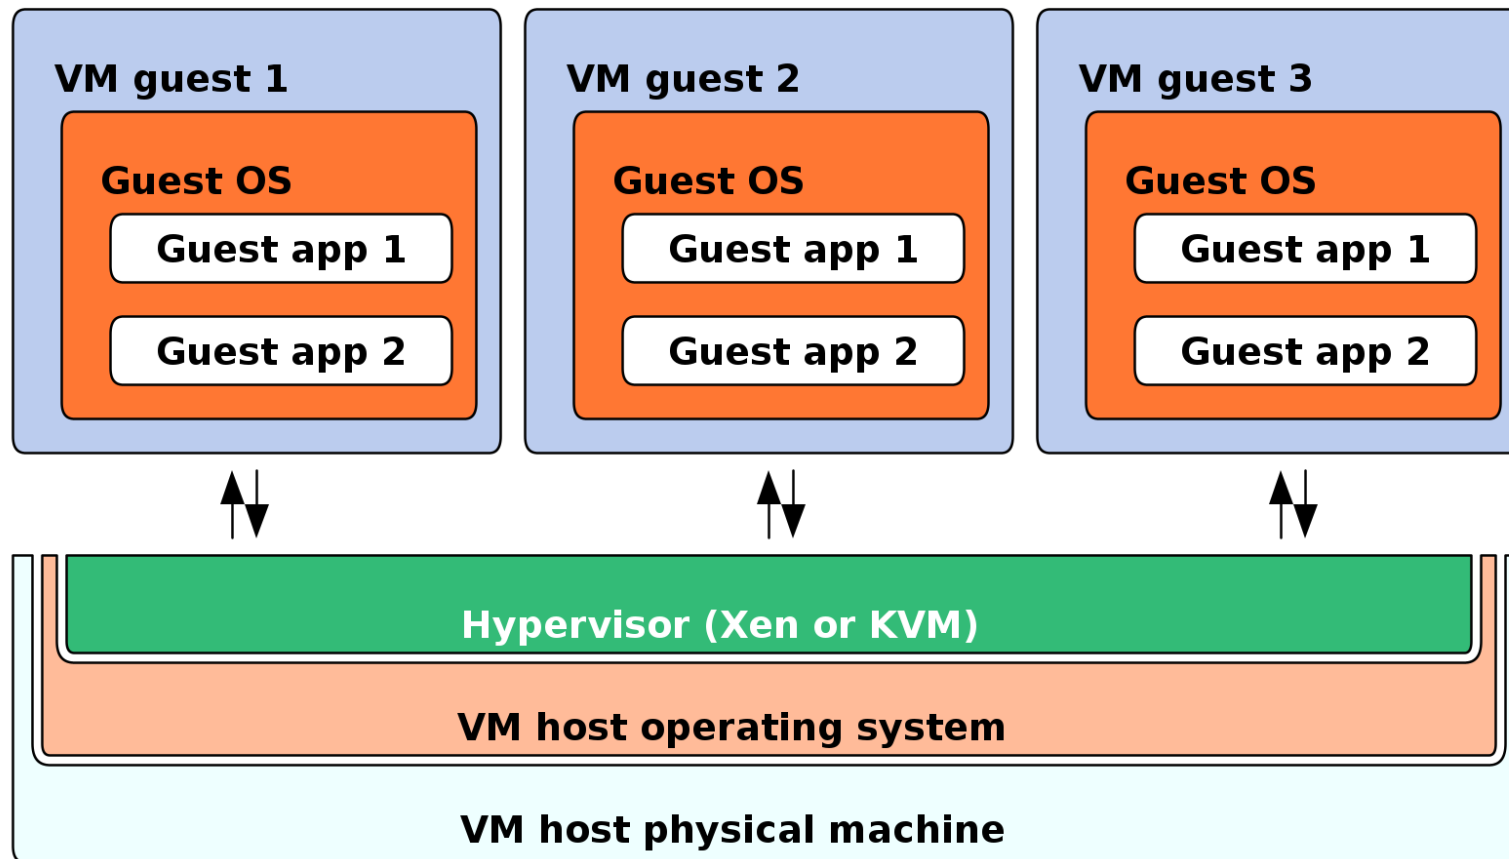 VM guest 1
Guest OS
Guest app 1
Guest app 2
VM guest 2
Guest OS
Guest app 1
Guest app 2
VM guest 3
Guest OS
Guest app 1
Guest app 2
Hypervisor (Xen or KVM)
VM host operating system
VM host physical machine